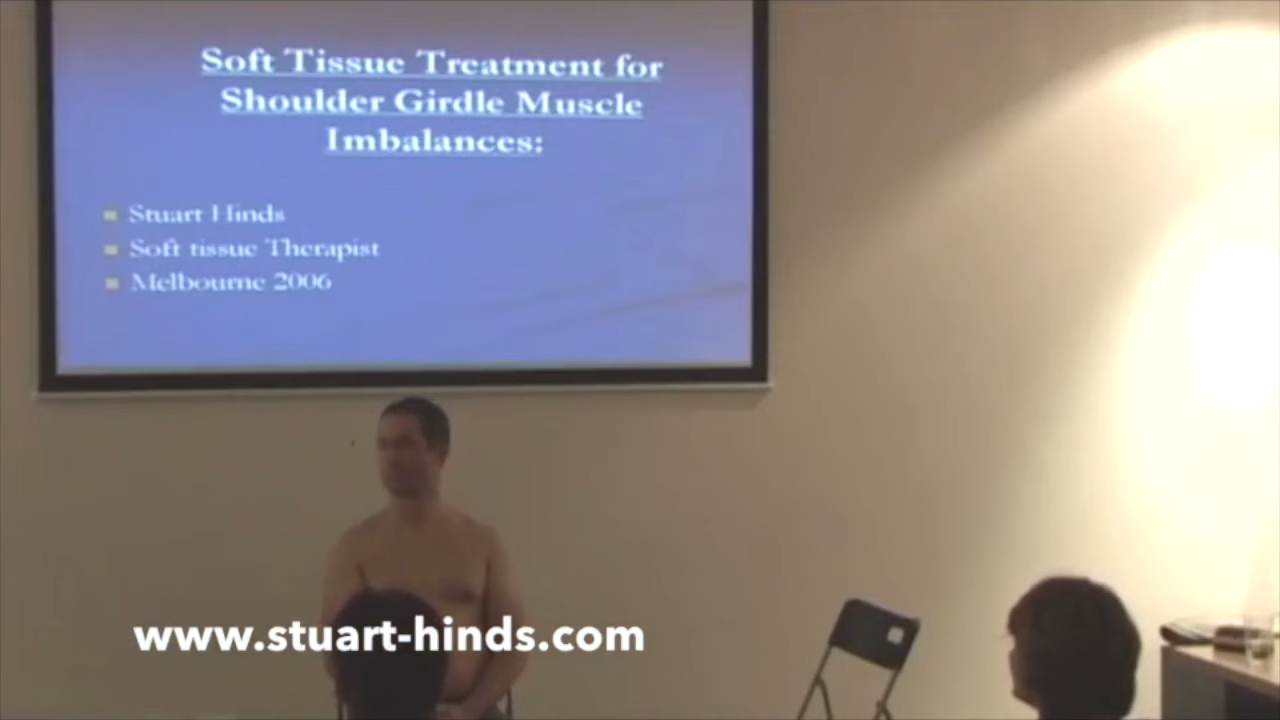 Soft Tissue Treatment for
Shoulder Girdle Muscle
Imbalances:
Stuart Hinds
Soft tissue Therapist
Melbourne 2006
www.stuart-hinds.com